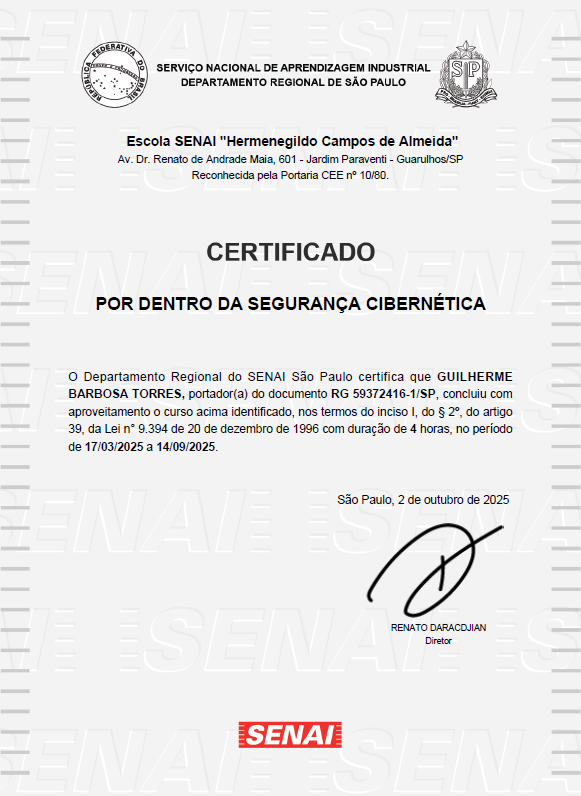 REPÚBLICA FEDERATIVA DO BRASIL
SERVIÇO NACIONAL DE APRENDIZAGEM INDUSTRIAL
DEPARTAMENTO REGIONAL DE SÃO PAULO
SP
Escola SENAI "Hermenegildo Campos de Almeida"
Av. Dr. Renato de Andrade Maia, 601 - Jardim Paraventi - Guarulhos/SP
Reconhecida pela Portaria CEE nº 10/80.
CERTIFICADO
POR DENTRO DA SEGURANÇA CIBERNÉTICA
O Departamento Regional do SENAI São Paulo certifica que GUILHERME
BARBOSA TORRES, portador(a) do documento RG 59372416-1/SP, concluiu com
aproveitamento o curso acima identificado, nos termos do inciso I, do § 2º, do artigo
39, da Lei n° 9.394 de 20 de dezembro de 1996 com duração de 4 horas, no período
de 17/03/2025 a 14/09/2025.
São Paulo, 2 de outubro de 2025
RENATO DARACDJIAN
Diretor
SENAI